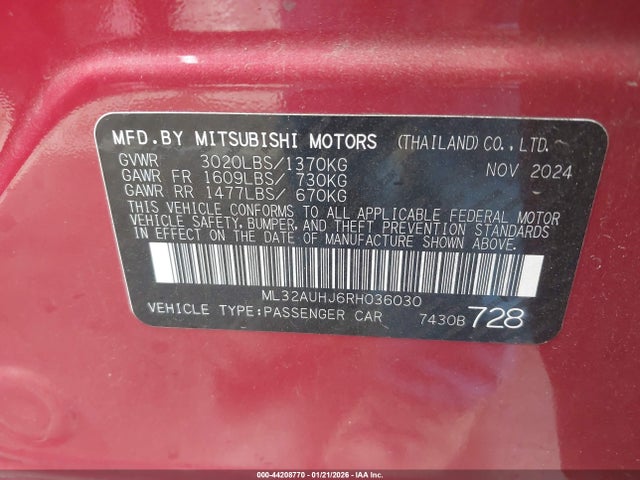 MFD.BY MITSUBISHI MOTORS (THAILAND) CO.,LTD.
GVWR 3020LBS/1370KG NOV 2024
GAWR FR 1609LBS/ 730KG
GAWR RR 1477LBS/ 670KG
THIS VEHICLE CONFORMS TO ALL APPLICABLE FEDERAL MOTOR
VEHICLE SAFETY, BUMPER, AND THEFT PREVENTION STANDARDS
IN EFFECT ON THE DATE OF MANUFACTURE SHOWN ABOVE.
ML32AUHJ6RH036030
VEHICLE TYPE:PASSENGER CAR 7430B 728
000-44208770 - 01/21/2026 - IAA Inc.